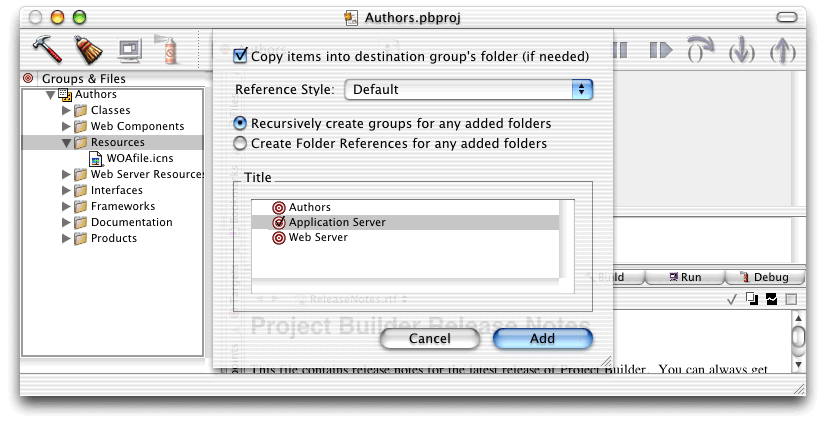 Authors.pbproj
Groups & Files
Authors
Classes
Web Components
Resources
WOAfile.icns
Web Server Resources
Interfaces
Frameworks
Documentation
Products
Copy items into destination group's folder (if needed)
Reference Style: Default
Recursively create groups for any added folders
Create Folder References for any added folders
Title
Authors
Application Server
Web Server
Build
Run
Debug
ReleaseNotes.rtf
Project Builder Release Notes
Cancel
Add
This file contains release notes for the latest release of Project Builder. You can always get